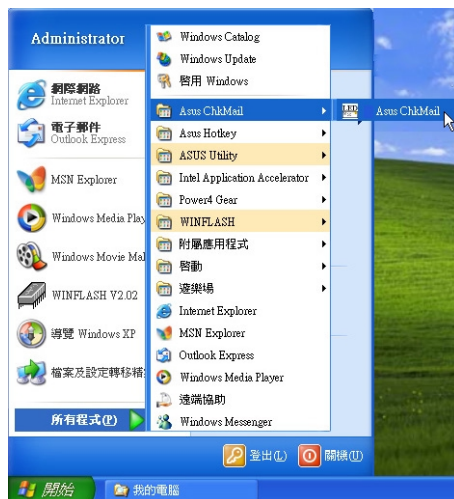 Administrator
網際網路
Internet Explorer
電子郵件
Outlook Express
MSN Explorer
Windows Media Play
Windows Movie Mal
WINFLASH V2.02
導覽 Windows XP
檔案及設定轉移精
所有程式(P)
Windows Catalog
Windows Update
啓用 Windows
Asus ChkMail
Asus Hotkey
ASUS Utility
Intel Application Accelerator
Power4 Gear
WINFLASH
附屬應用程式
啓動
遊樂場
Internet Explorer
MSN Explorer
Outlook Express
Windows Media Player
遠端協助
Windows Messenger
LED
Asus ChkMail
登出(L)
關機(U)
開始
我的電腦